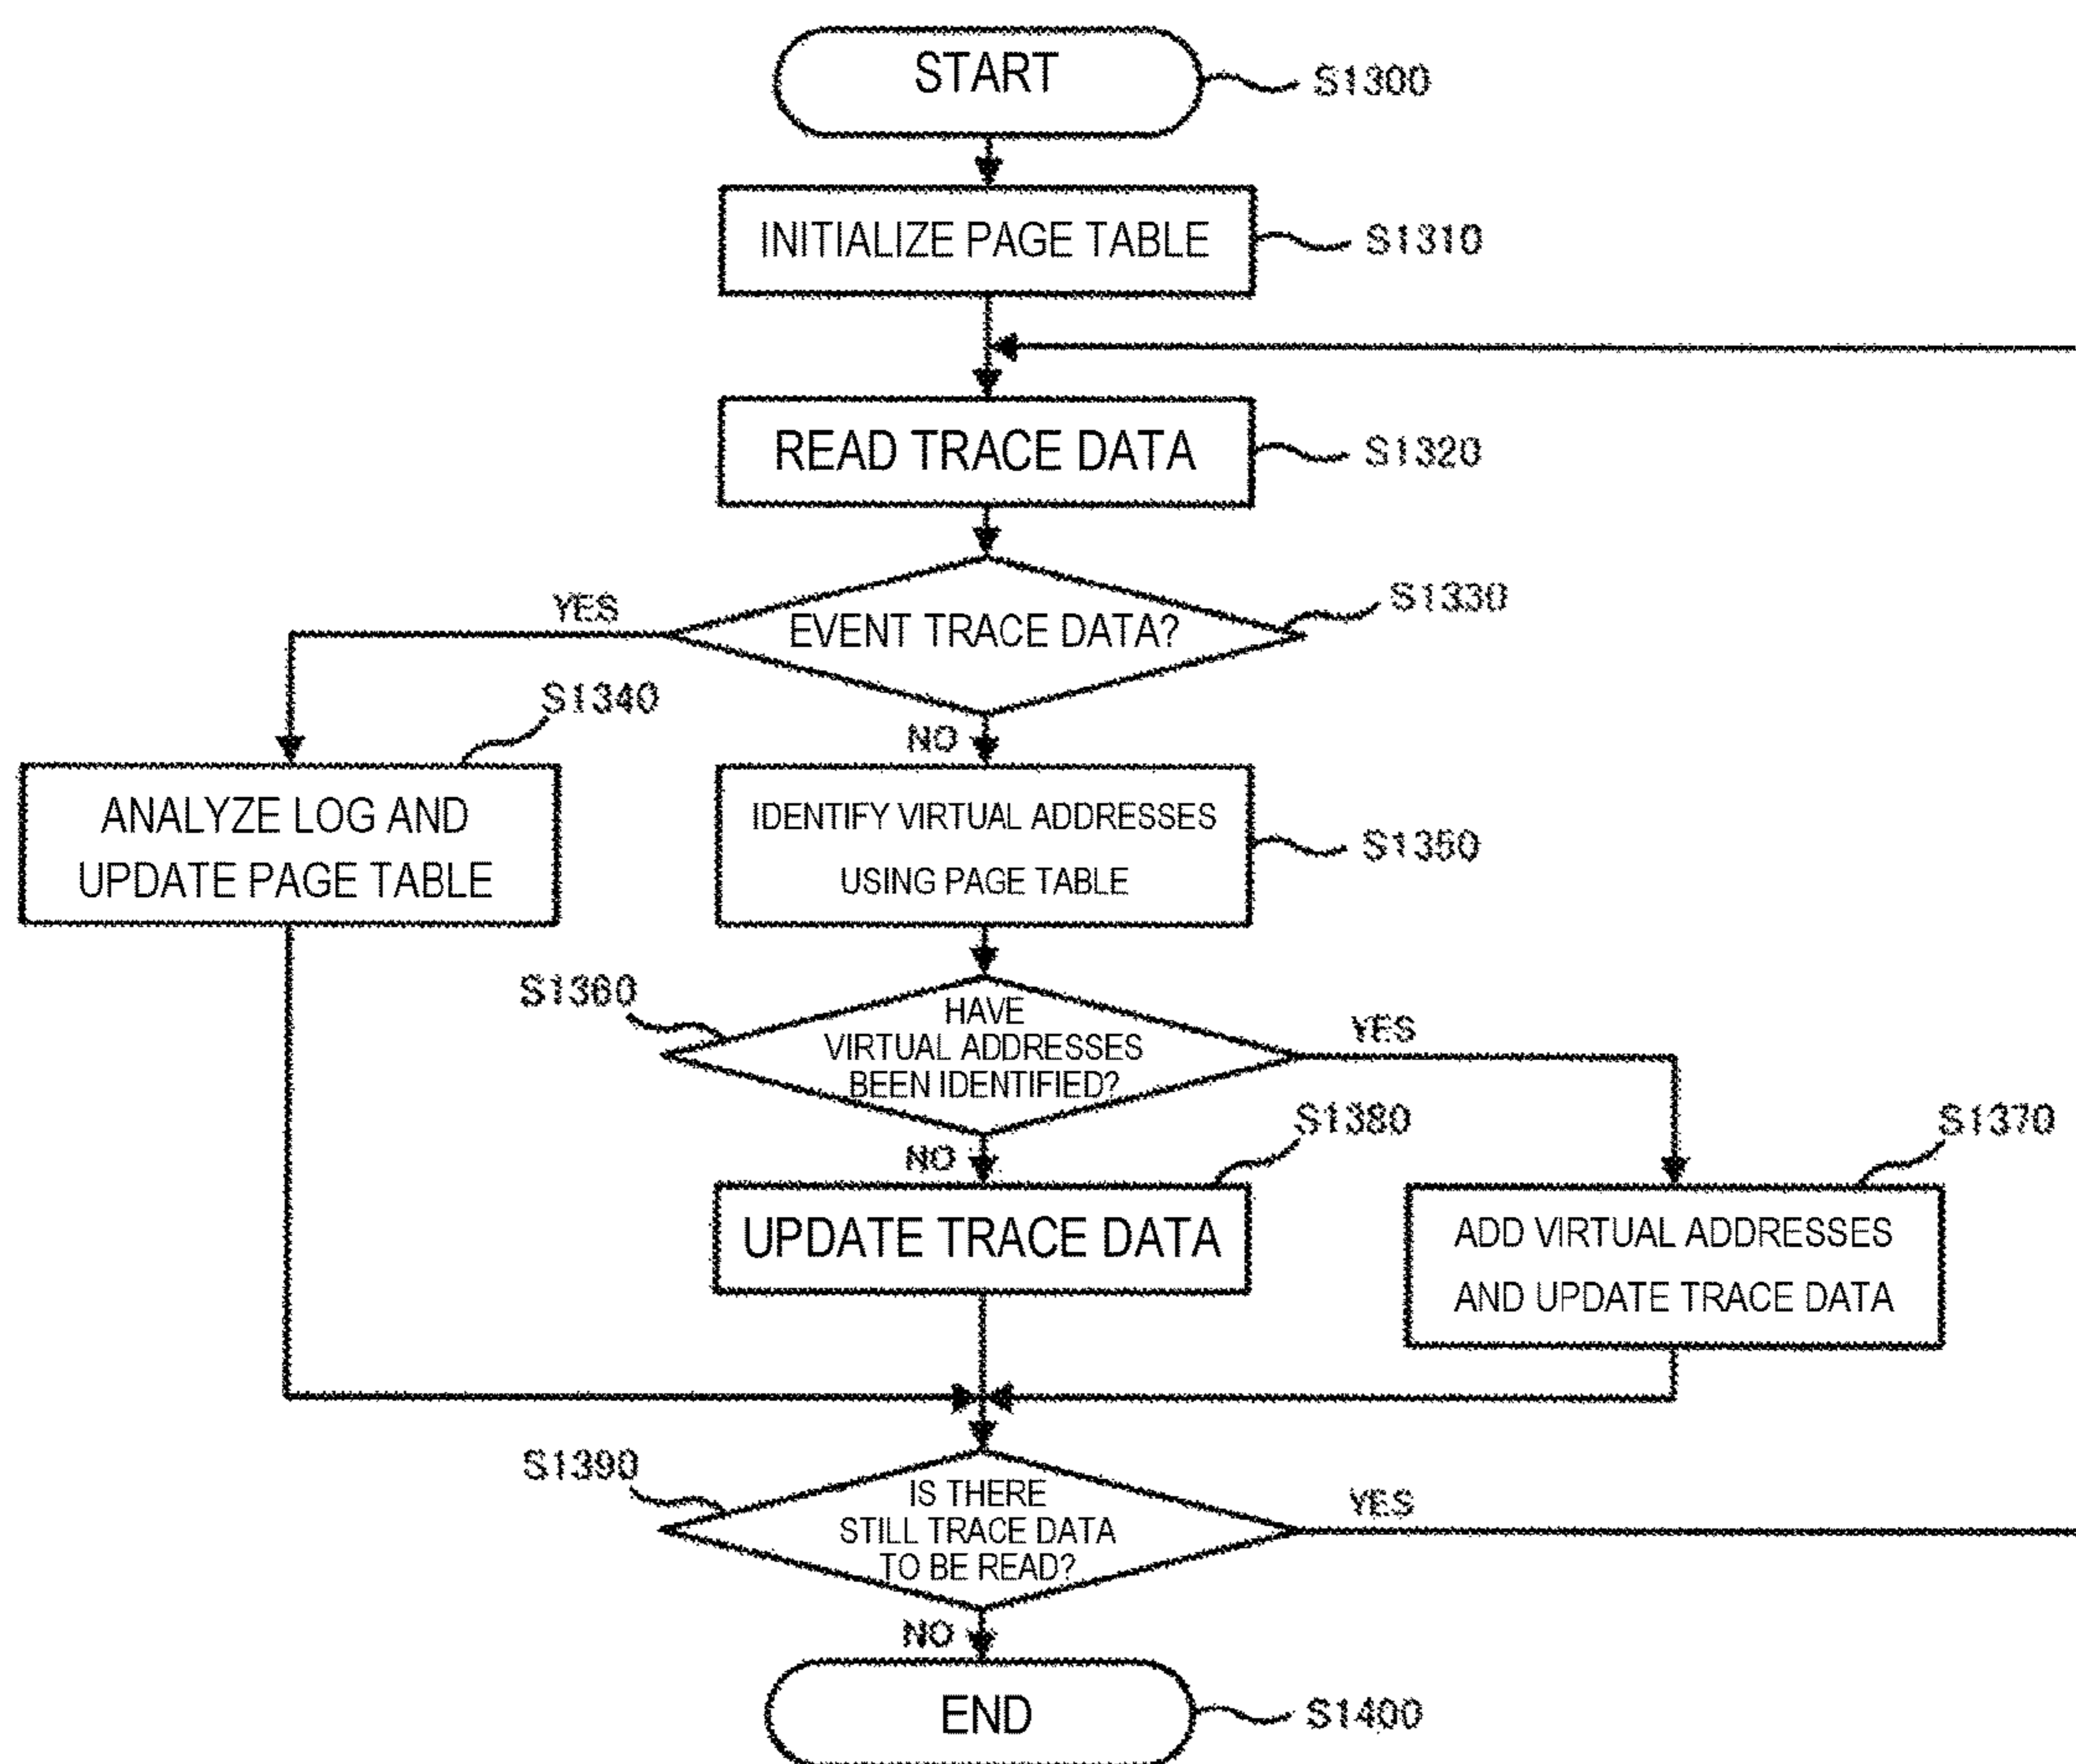 START
S1300
INITIALIZE PAGE TABLE
S1310
READ TRACE DATA
S1320
EVENT TRACE DATA?
S1330
YES
NO
S1340
ANALYZE LOG AND
UPDATE PAGE TABLE
IDENTIFY VIRTUAL ADDRESSES
USING PAGE TABLE
S1350
S1360
HAVE
VIRTUAL ADDRESSES
BEEN IDENTIFIED?
YES
NO
S1380
S1370
UPDATE TRACE DATA
ADD VIRTUAL ADDRESSES
AND UPDATE TRACE DATA
S1390
IS THERE
STILL TRACE DATA
TO BE READ?
YES
NO
END
S1400